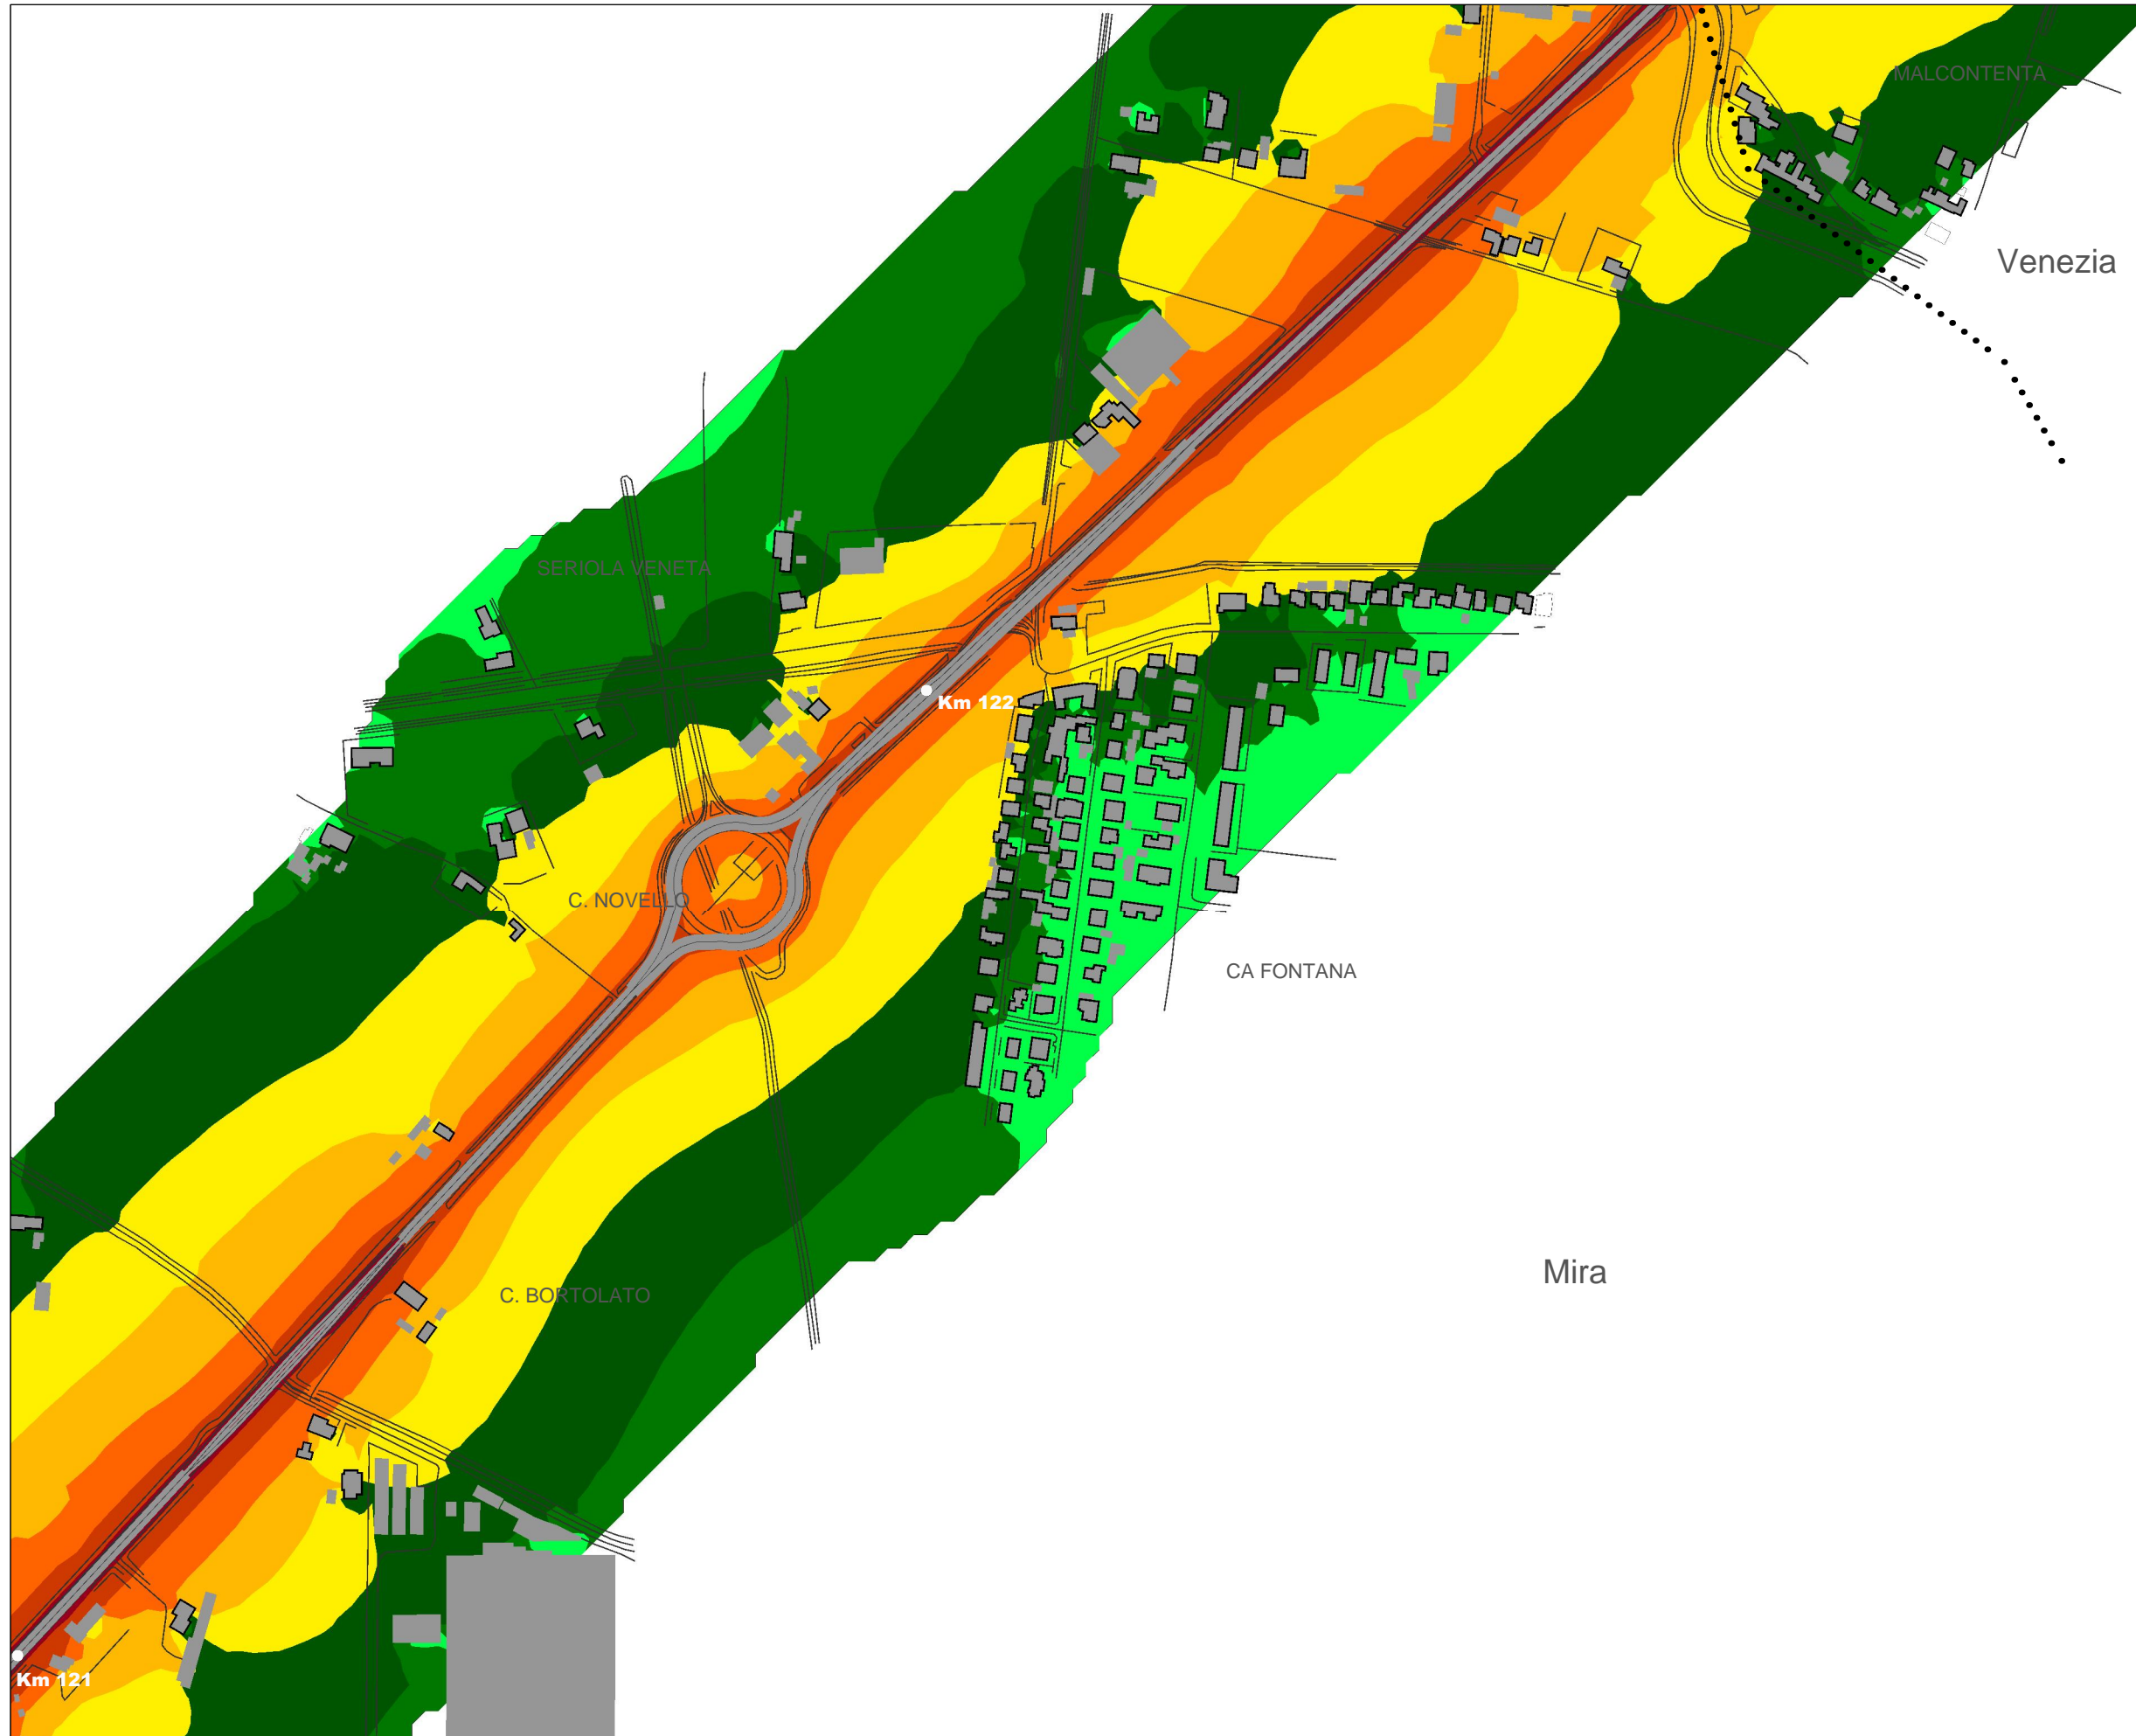 MALCONTENTA
Venezia
SERIOLA VENETA
Km 122
C. NOVELLO
CA FONTANA
Mira
C. BORTOLATO
Km 121